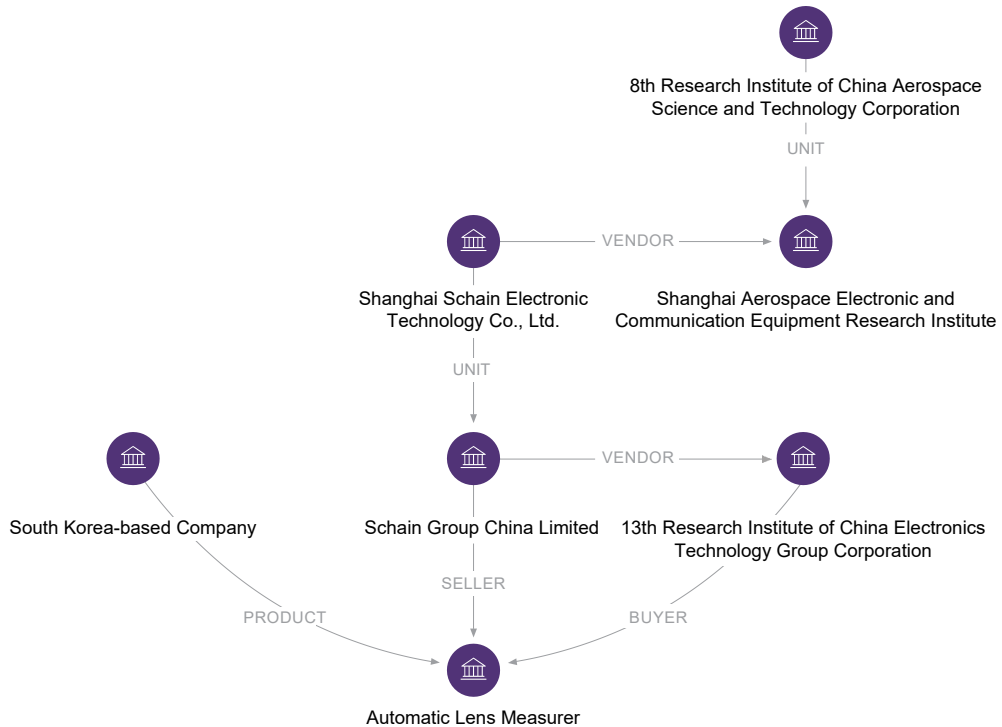 8th Research Institute of China Aerospace
Science and Technology Corporation
UNIT
VENDOR
Shanghai Schain Electronic
Technology Co., Ltd.
Shanghai Aerospace Electronic and
Communication Equipment Research Institute
UNIT
VENDOR
South Korea-based Company
Schain Group China Limited
13th Research Institute of China Electronics
Technology Group Corporation
SELLER
PRODUCT
BUYER
Automatic Lens Measurer